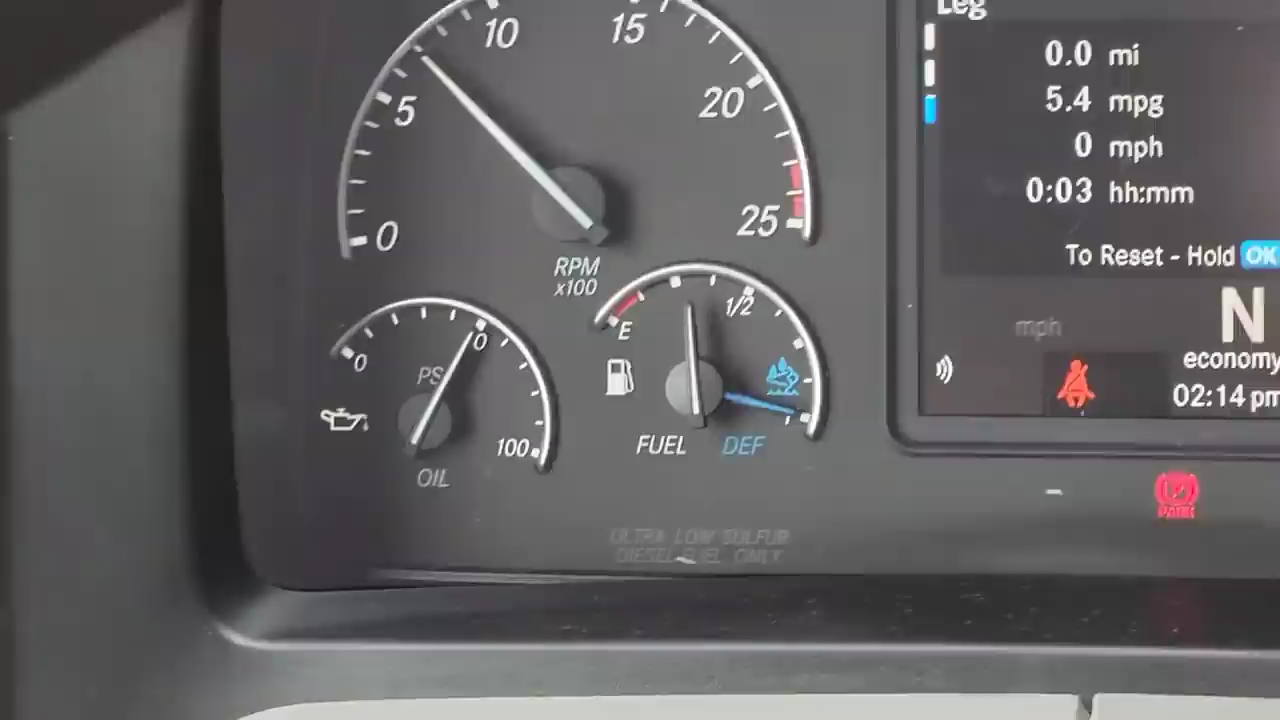 Leg
10
15
5
20
0
25
RPM
x100
0.0 mi
5.4 mpg
0 mph
0:03 hh:mm
To Reset - Hold OK
N
mph
economy
02:14 pm
0
0
PS
100
OIL
E
1/2
FUEL
DEF
PARK
ULTRA LOW SULFUR
DIESEL FUEL ONLY